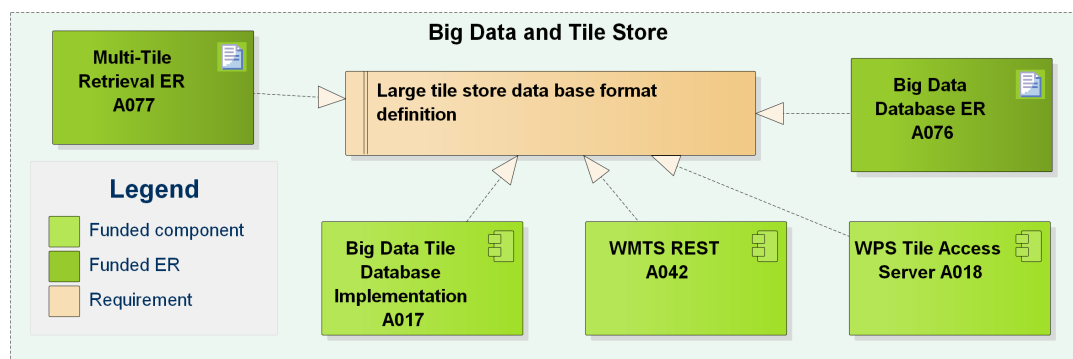 Big Data and Tile Store
Multi-Tile
Retrieval ER
A077
Large tile store data base format
definition
Big Data
Database ER
A076
Legend
Funded component
Funded ER
Requirement
Big Data Tile
Database
Implementation
A017
WMTS REST
A042
WPS Tile Access
Server A018